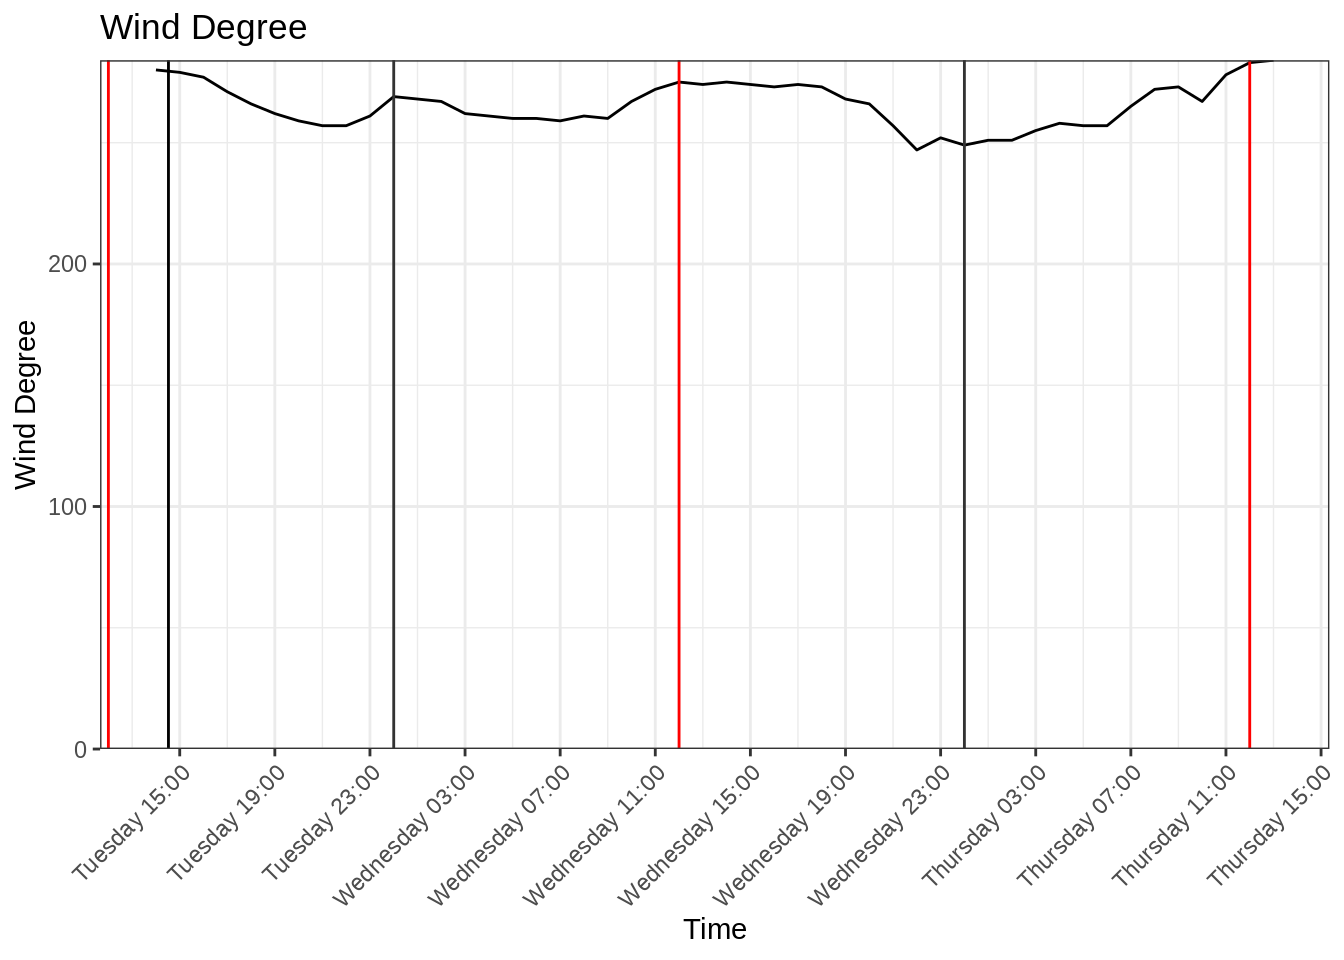 Wind Degree
Wind Degree
200
100
0
Tuesday 15:00
Tuesday 19:00
Tuesday 23:00
Wednesday 03:00
Wednesday 07:00
Wednesday 11:00
Wednesday 15:00
Wednesday 19:00
Wednesday 23:00
Thursday 03:00
Thursday 07:00
Thursday 11:00
Thursday 15:00
Time